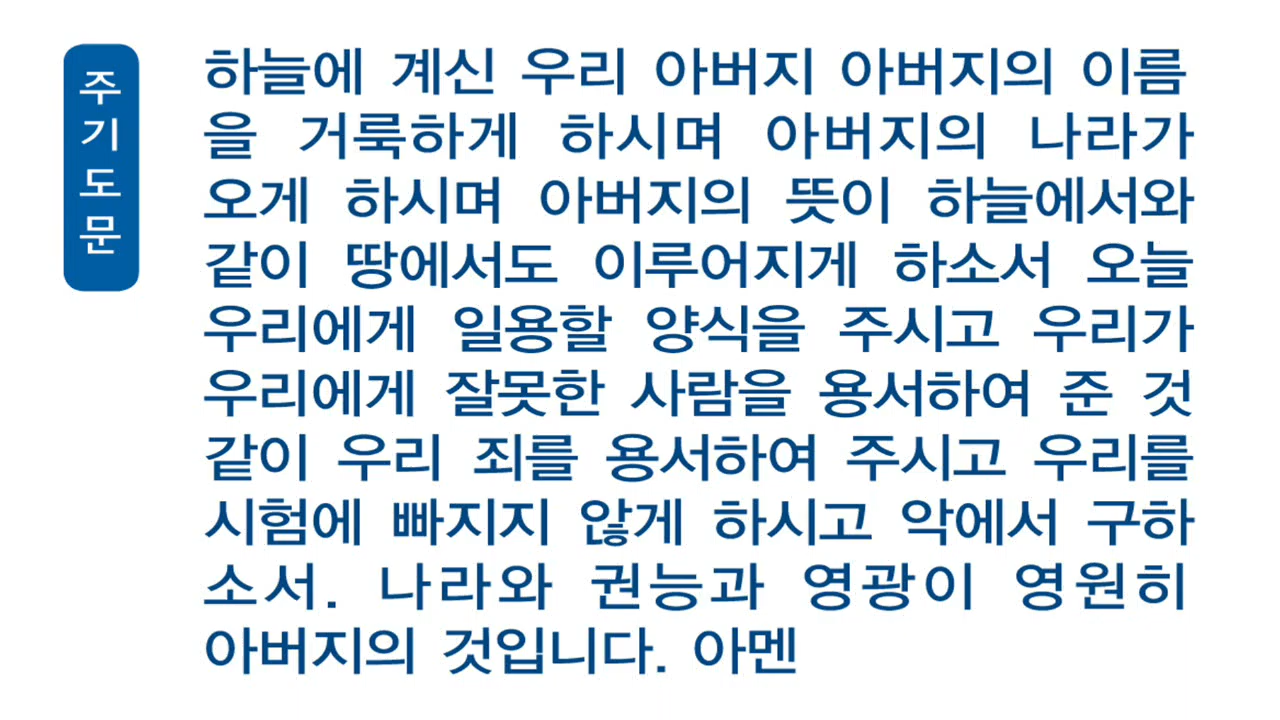 주기도문
하늘에 계신 우리 아버지 아버지의 이름
을 거룩하게 하시며 아버지의 나라가
오게 하시며 아버지의 뜻이 하늘에서와
같이 땅에서도 이루어지게 하소서 오늘
우리에게 일용할 양식을 주시고 우리가
우리에게 잘못한 사람을 용서하여 준 것
같이 우리 죄를 용서하여 주시고 우리를
시험에 빠지지 않게 하시고 악에서 구하
소서. 나라와 권능과 영광이 영원히
아버지의 것입니다. 아멘